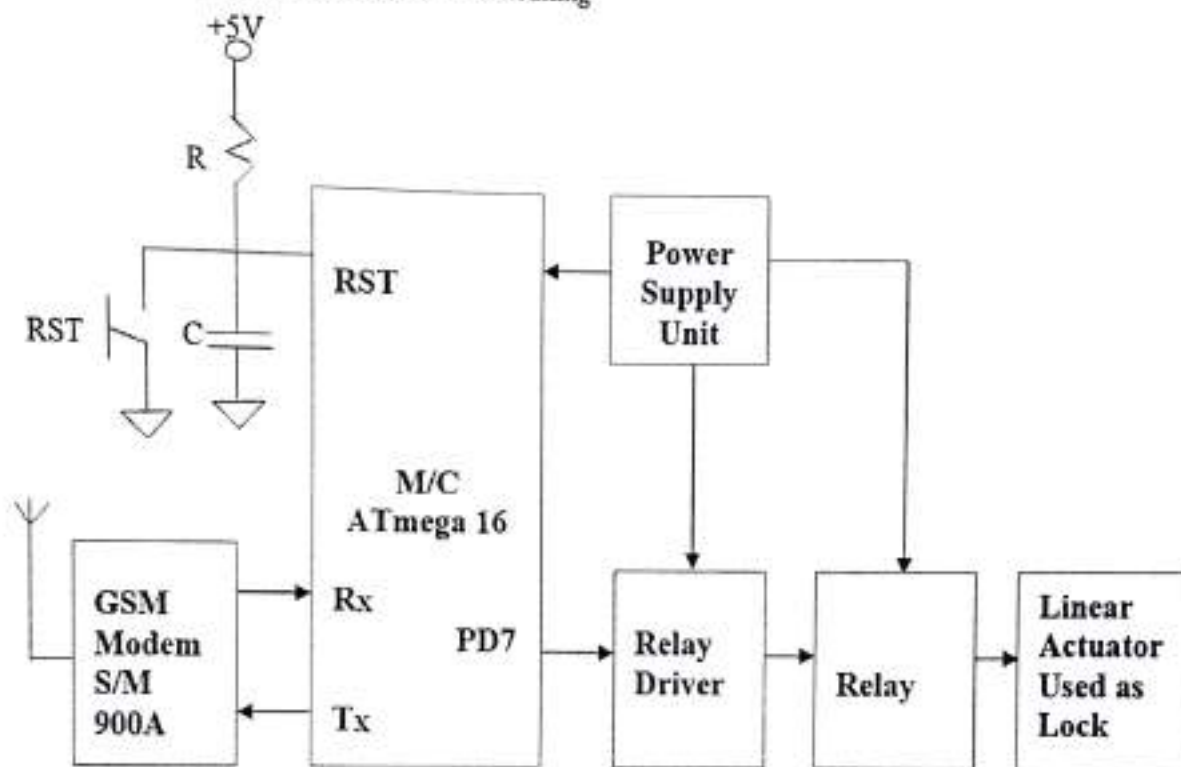 +5V
R
RST
RST
C
Power
Supply
Unit
M/C
ATmega 16
GSM
Modem
S/M
900A
Rx
Tx
PD7
Relay
Driver
Relay
Linear
Actuator
Used as
Lock